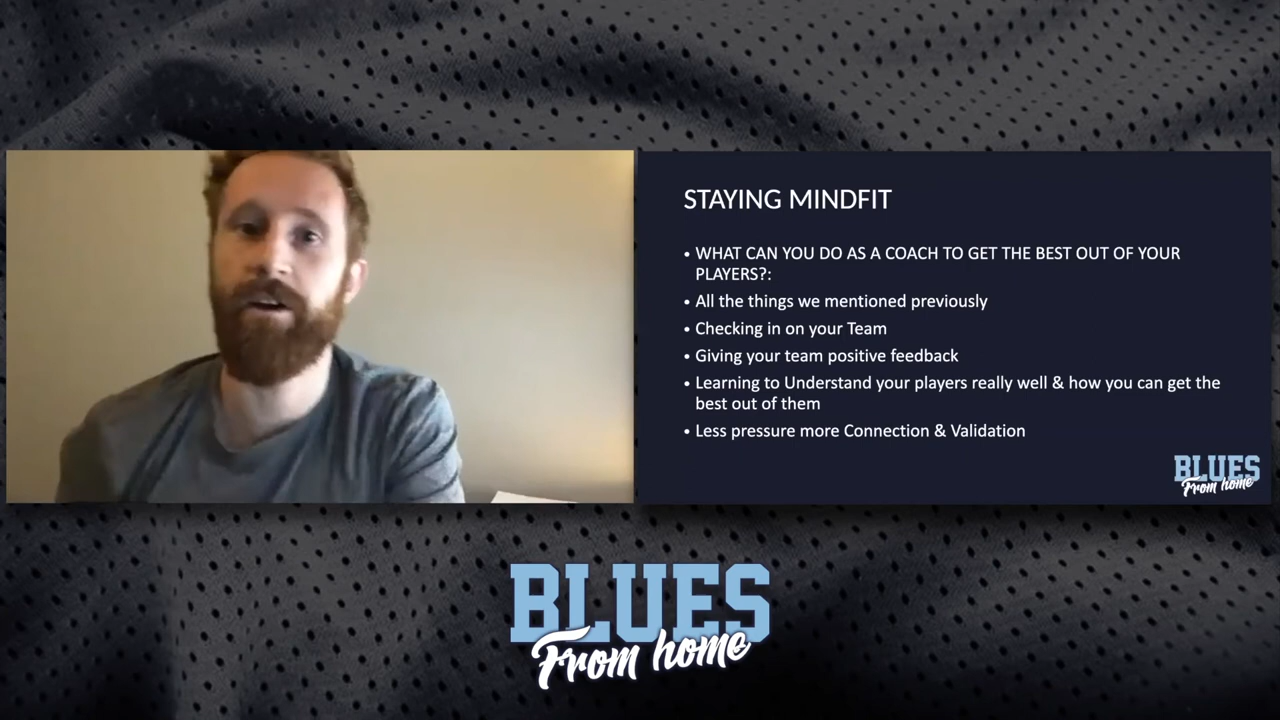 STAYING MINDFIT
• WHAT CAN YOU DO AS A COACH TO GET THE BEST OUT OF YOUR
PLAYERS?:
• All the things we mentioned previously
• Checking in on your Team
• Giving your team positive feedback
• Learning to Understand your players really well & how you can get the
best out of them
• Less pressure more Connection & Validation
BLUES
From home
BLUES
From home